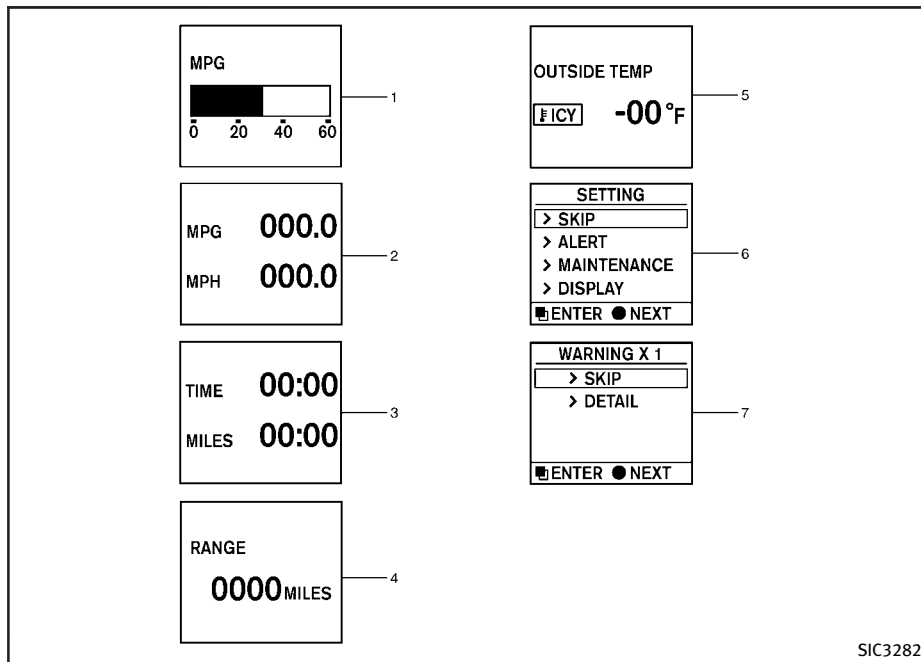 MPG
0 20 40 60
1
MPG 000.0
MPH 000.0
2
TIME 00:00
MILES 00:00
3
RANGE
0000 MILES
4
OUTSIDE TEMP
ICY -00°F
5
SETTING
> SKIP
> ALERT
> MAINTENANCE
> DISPLAY
ENTER ● NEXT
6
WARNING X 1
> SKIP
> DETAIL
ENTER ● NEXT
7
SIC3282